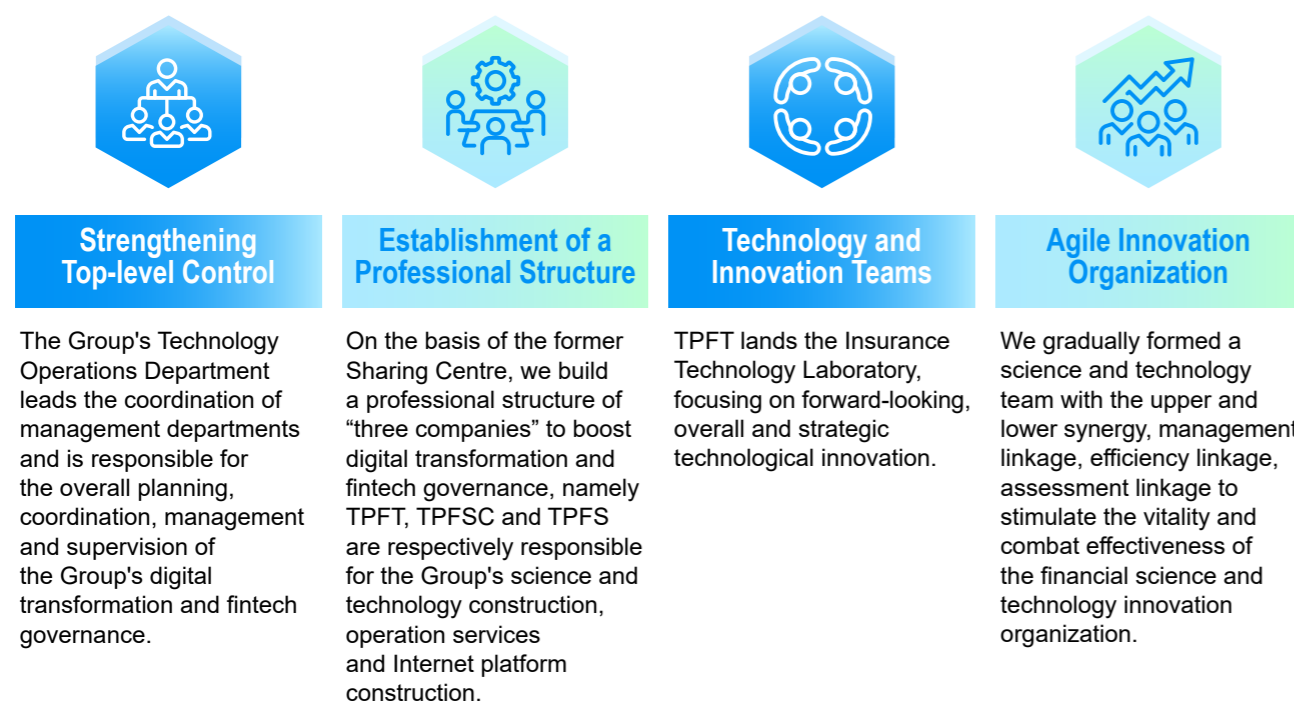 Strengthening
Top-level Control
The Group's Technology
Operations Department
leads the coordination of
management departments
and is responsible for
the overall planning,
coordination, management
and supervision of
the Group's digital
transformation and fintech
governance.
Establishment of a
Professional Structure
On the basis of the former
Sharing Centre, we build
a professional structure of
“three companies” to boost
digital transformation and
fintech governance, namely
TPFT, TPFSC and TPFS
are respectively responsible
for the Group's science and
technology construction,
operation services
and Internet platform
construction.
Technology and
Innovation Teams
TPFT lands the Insurance
Technology Laboratory,
focusing on forward-looking,
overall and strategic
technological innovation.
Agile Innovation
Organization
We gradually formed a
science and technology
team with the upper and
lower synergy, management
linkage, efficiency linkage,
assessment linkage to
stimulate the vitality and
combat effectiveness of
the financial science and
technology innovation
organization.